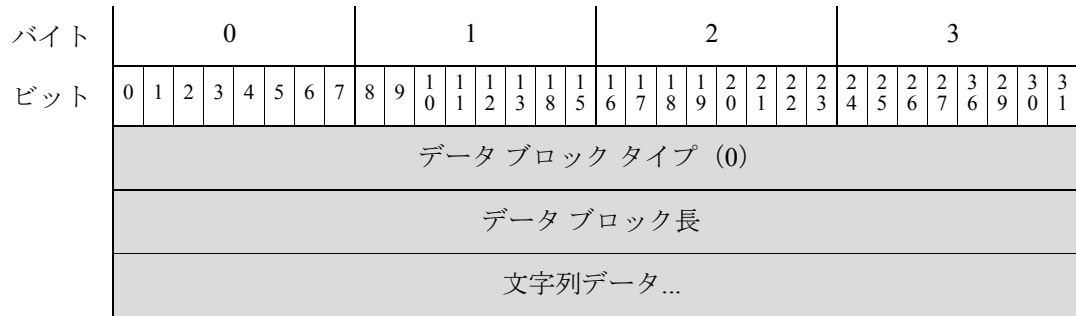 バイト 0 1 2 3
ビット 0 1 2 3 4 5 6 7 8 9 10 11 12 13 18 15 16 17 18 19 20 21 22 23 24 25 26 27 36 29 30 31
データ ブロック タイプ（0）
データ ブロック長
文字列データ...